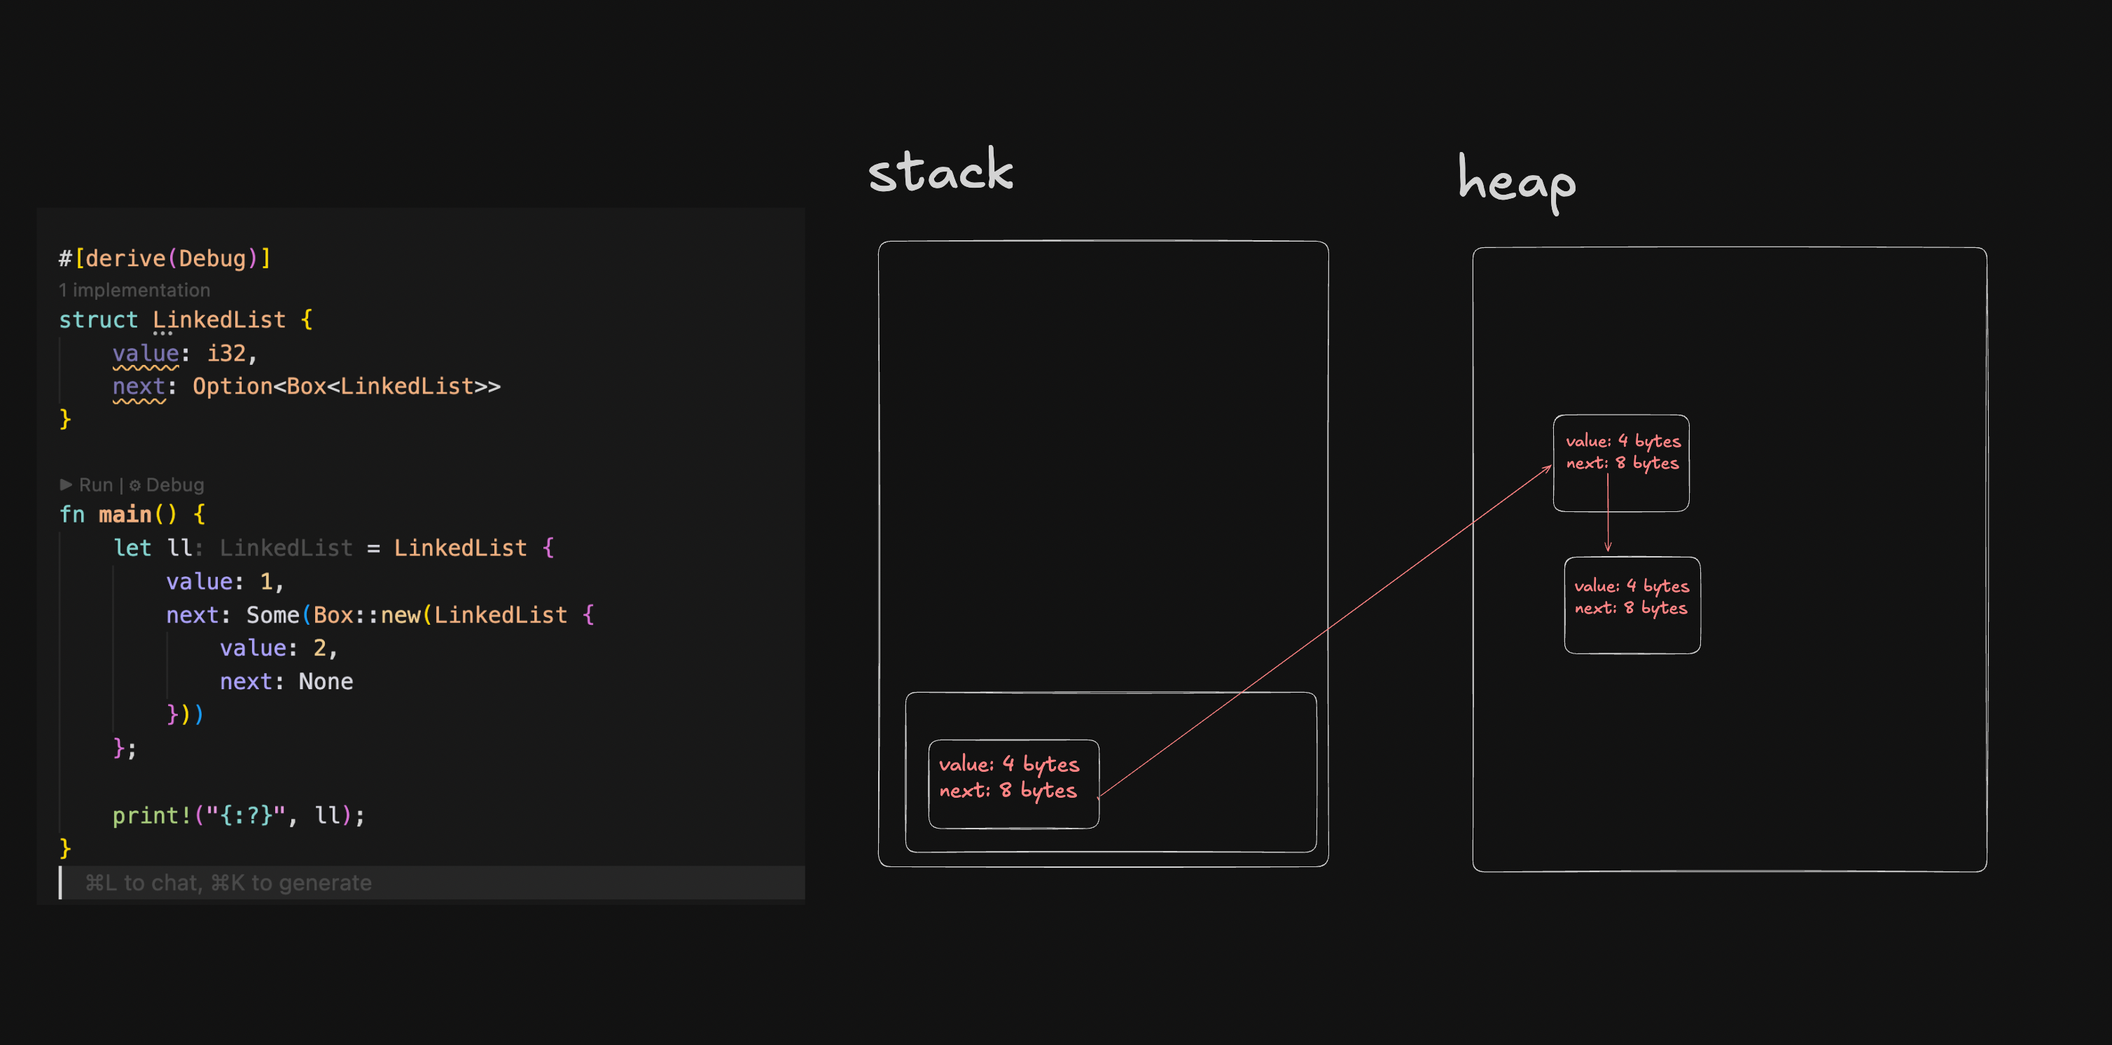 #[derive(Debug)]
1 implementation
struct LinkedList {
    value: i32,
    next: Option<Box<LinkedList>>
}
▶ Run | ⚙ Debug
fn main() {
    let ll: LinkedList = LinkedList {
        value: 1,
        next: Some(Box::new(LinkedList {
            value: 2,
            next: None
        }))
    };
    print!("{:?}", ll);
}
⌘L to chat, ⌘K to generate
stack
value: 4 bytes
next: 8 bytes
heap
value: 4 bytes
next: 8 bytes
value: 4 bytes
next: 8 bytes